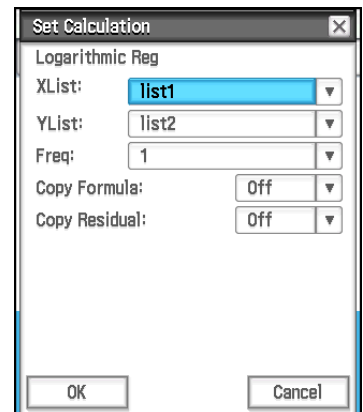 Set Calculation
Logarithmic Reg
XList: list1
YList: list2
Freq: 1
Copy Formula: Off
Copy Residual: Off
OK Cancel